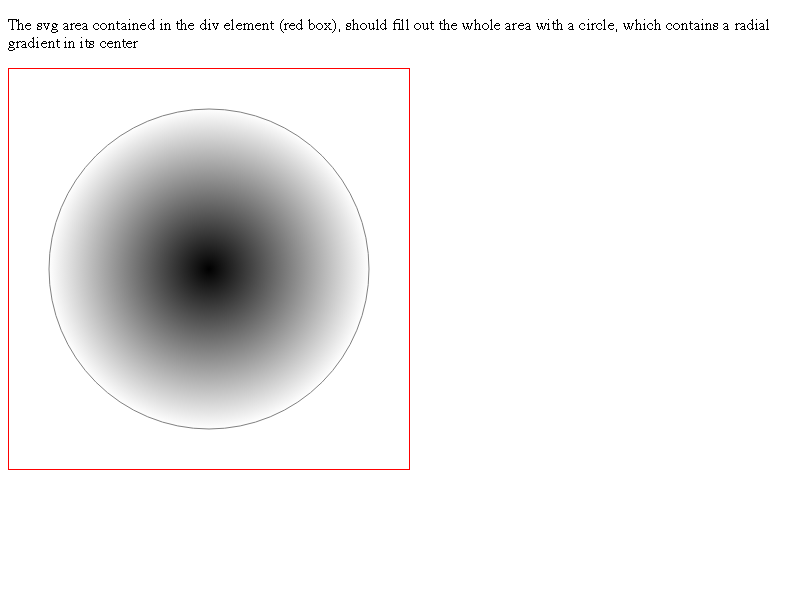 The svg area contained in the div element (red box), should fill out the whole area with a circle, which contains a radial
gradient in its center